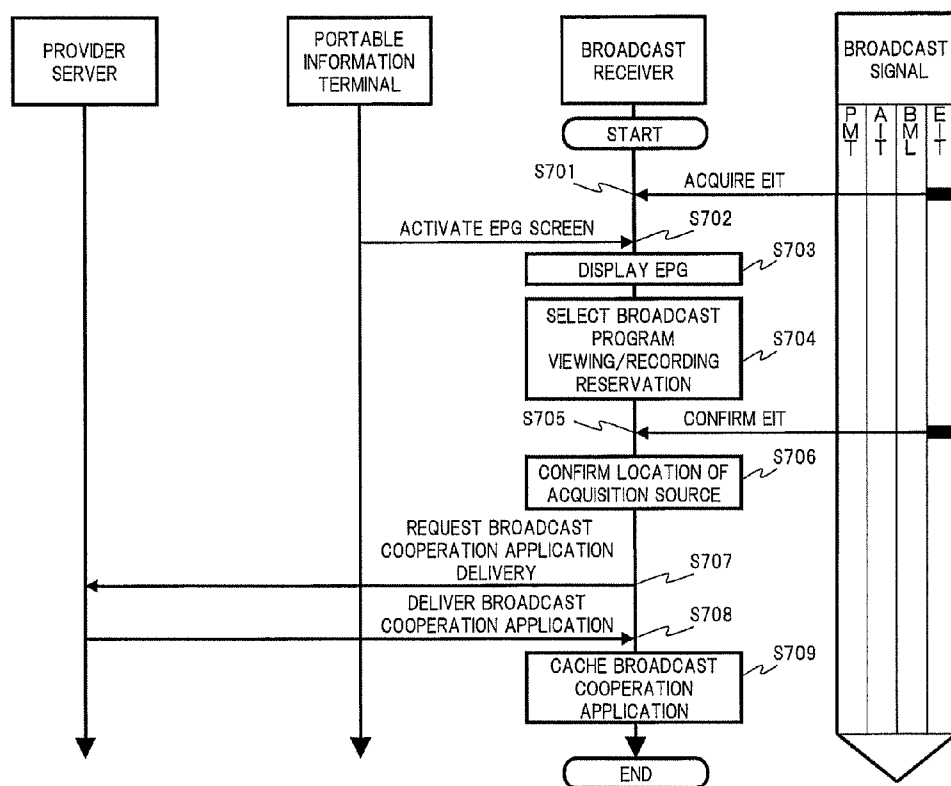 PROVIDER
SERVER
PORTABLE
INFORMATION
TERMINAL
BROADCAST
RECEIVER
BROADCAST
SIGNAL
PMT
AIT
BML
EIT
START
S701
ACQUIRE EIT
ACTIVATE EPG SCREEN
S702
DISPLAY EPG
S703
SELECT BROADCAST
PROGRAM
VIEWING/RECORDING
RESERVATION
S704
S705
CONFIRM EIT
CONFIRM LOCATION OF
ACQUISITION SOURCE
S706
REQUEST BROADCAST
COOPERATION APPLICATION
DELIVERY
S707
DELIVER BROADCAST
COOPERATION APPLICATION
S708
CACHE BROADCAST
COOPERATION
APPLICATION
S709
END